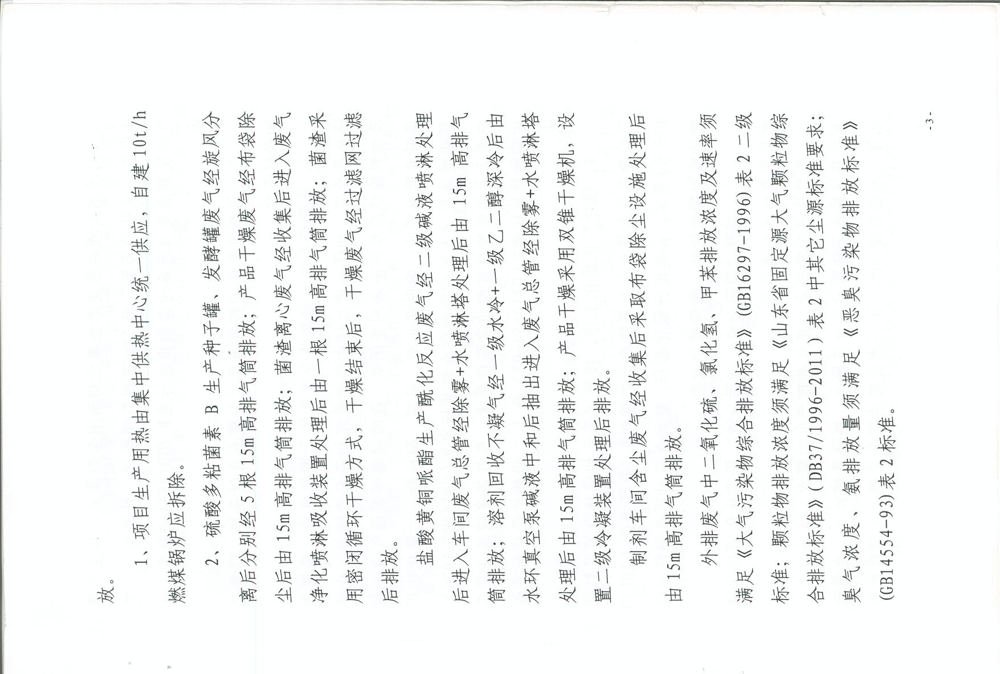 放。
1、项目生产用热由集中供热中心统一供应，自建10t/h
燃煤锅炉应拆除。
2、硫酸多粘菌素 B 生产种子罐、发酵罐废气经旋风分
离后分别经5根15m高排气筒排放；产品干燥废气经布袋除
尘后由15m高排气筒排放；菌渣离心废气经收集后进入废气
净化喷淋吸收装置处理后由一根15m高排气筒排放；菌渣采
用密闭循环干燥方式，干燥结束后，干燥废气经过滤网过滤
后排放。
盐酸黄铜哌酯生产酰化反应废气经二级碱液喷淋处理
后进入车间废气总管经除雾+水喷淋塔处理后由 15m 高排气
筒排放；溶剂回收不凝气经一级水冷+一级乙二醇深冷后由
水环真空泵碱液中和后抽出进入废气总管经除雾+水喷淋塔
处理后由15m高排气筒排放；产品干燥采用双锥干燥机，设
置二级冷凝装置处理后排放。
制剂车间含尘废气经收集后采取布袋除尘设施处理后
由15m高排气筒排放。
外排废气中二氧化硫、氯化氢、甲苯排放浓度及速率须
满足《大气污染物综合排放标准》(GB16297-1996)表2二级
标准；颗粒物排放浓度须满足《山东省固定源大气颗粒物综
合排放标准》(DB37/1996-2011)表2中其它尘源标准要求；
臭气浓度、氨排放量须满足《恶臭污染物排放标准》
(GB14554-93)表2标准。
-3-